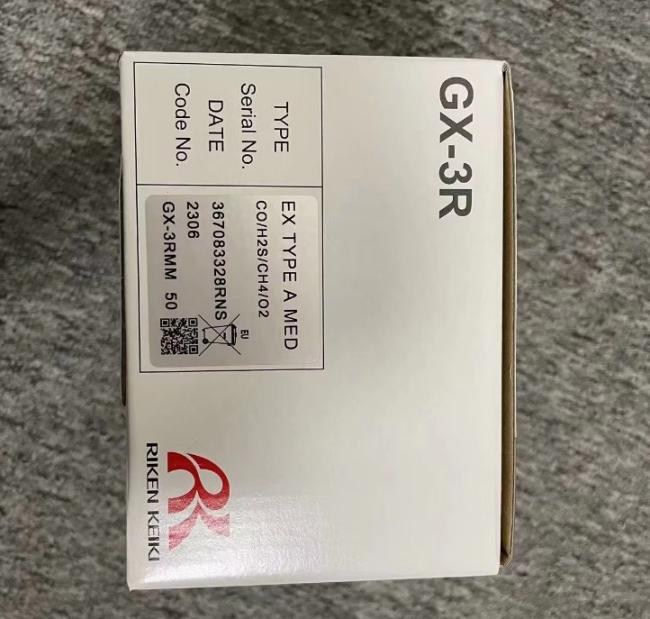 GX-3R
TYPE
EX TYPE A MED
CO/H2S/CH4/O2
Serial No.
367083328RNS
DATE
2306
Code No.
GX-3RMM 50
EU
RIKEN KEIKI